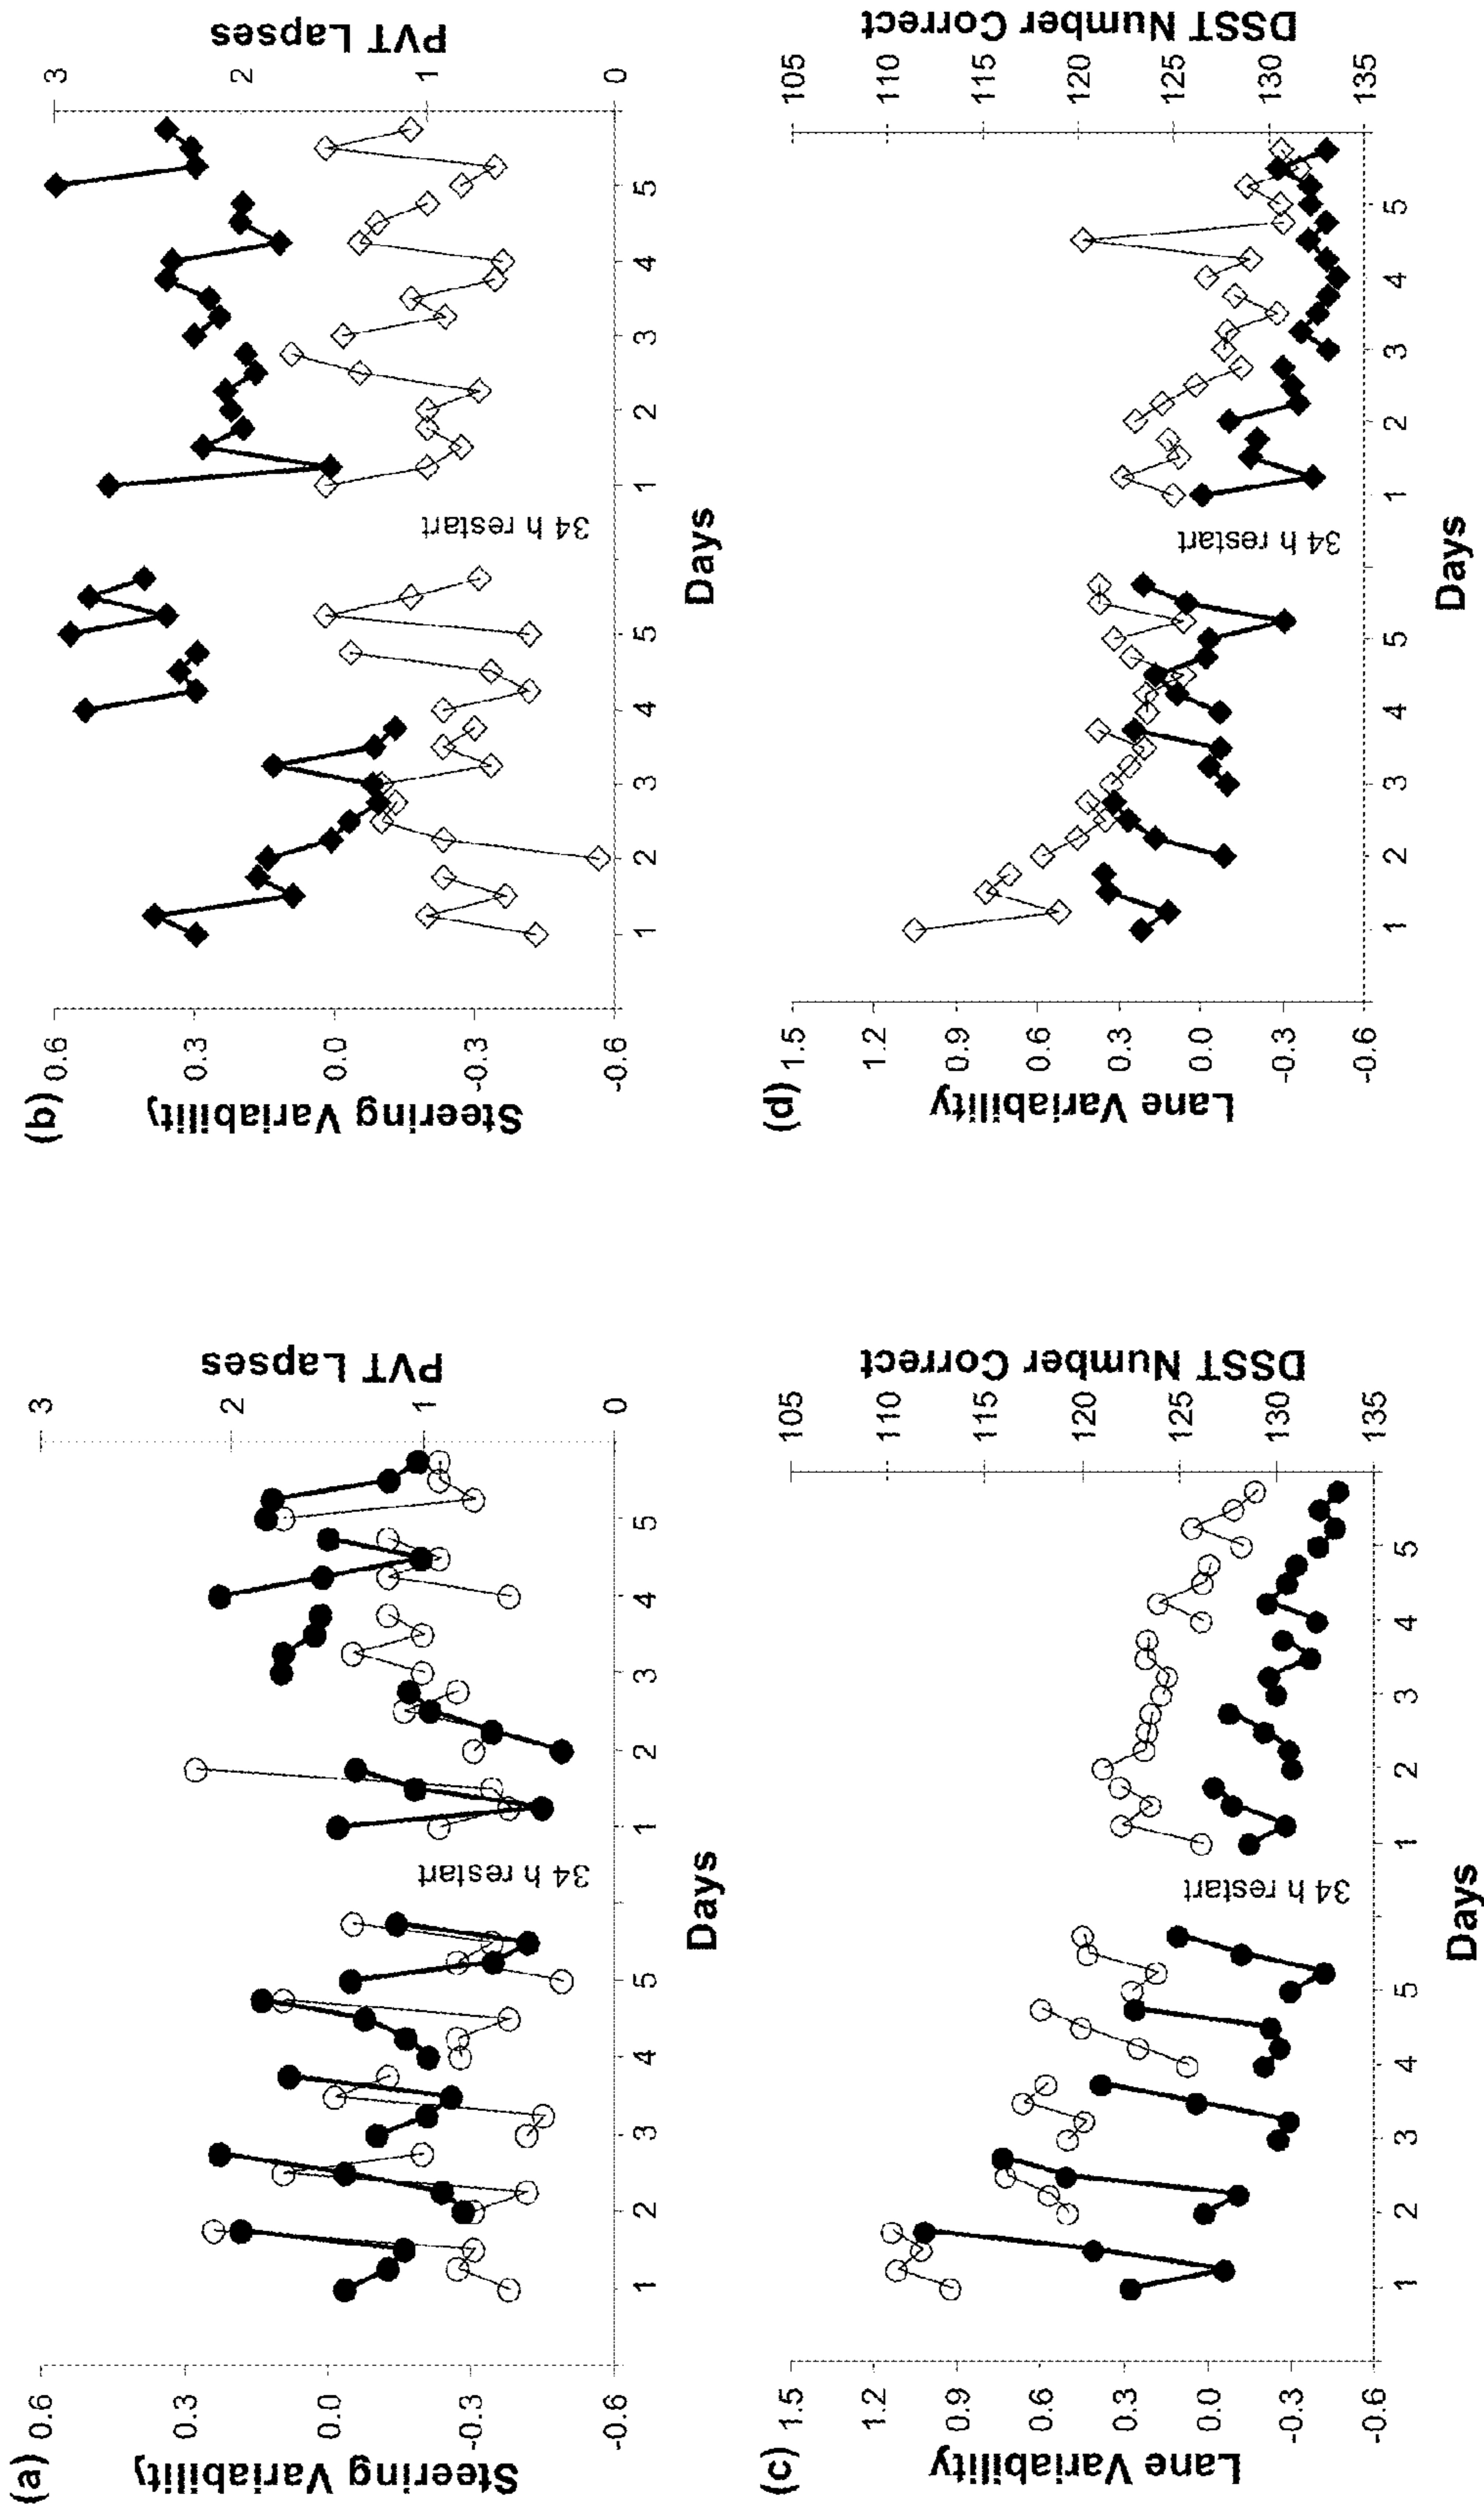 (a)
Steering Variability
0.6
0.3
0.0
-0.3
-0.6
1 2 3 4 5
34 h restart
1 2 3 4 5
Days
3
2
1
0
PVT Lapses
(b)
Steering Variability
0.6
0.3
0.0
-0.3
-0.6
1 2 3 4 5
34 h restart
1 2 3 4 5
Days
3
2
1
0
PVT Lapses
(c)
Lane Variability
1.5
1.2
0.9
0.6
0.3
0.0
-0.3
-0.6
1 2 3 4 5
34 h restart
1 2 3 4 5
Days
105
110
115
120
125
130
135
DSST Number Correct
(d)
Lane Variability
1.5
1.2
0.9
0.6
0.3
0.0
-0.3
-0.6
1 2 3 4 5
34 h restart
1 2 3 4 5
Days
105
110
115
120
125
130
135
DSST Number Correct